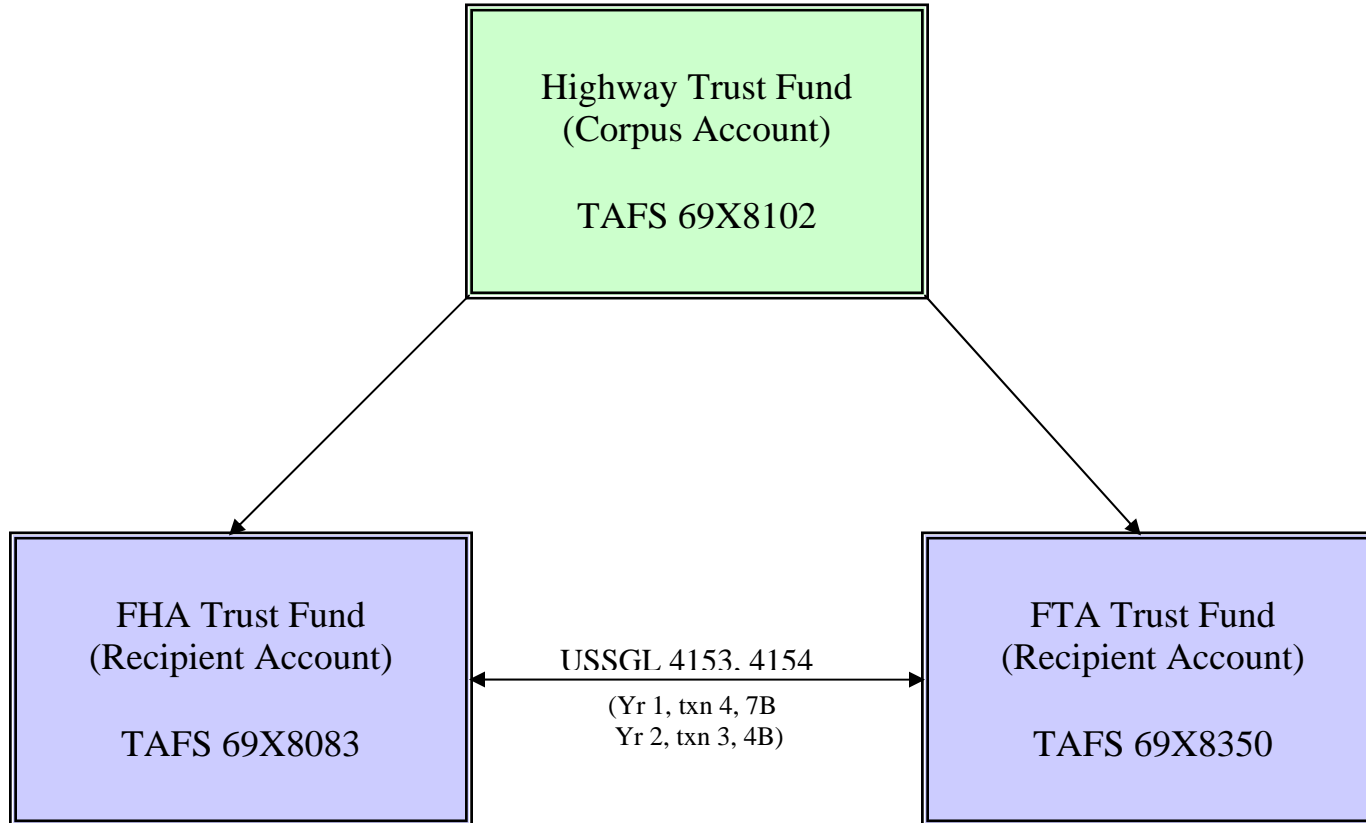 Highway Trust Fund
(Corpus Account)
TAFS 69X8102
FHA Trust Fund
(Recipient Account)
TAFS 69X8083
USSGL 4153, 4154
(Yr 1, txn 4, 7B
Yr 2, txn 3, 4B)
FTA Trust Fund
(Recipient Account)
TAFS 69X8350